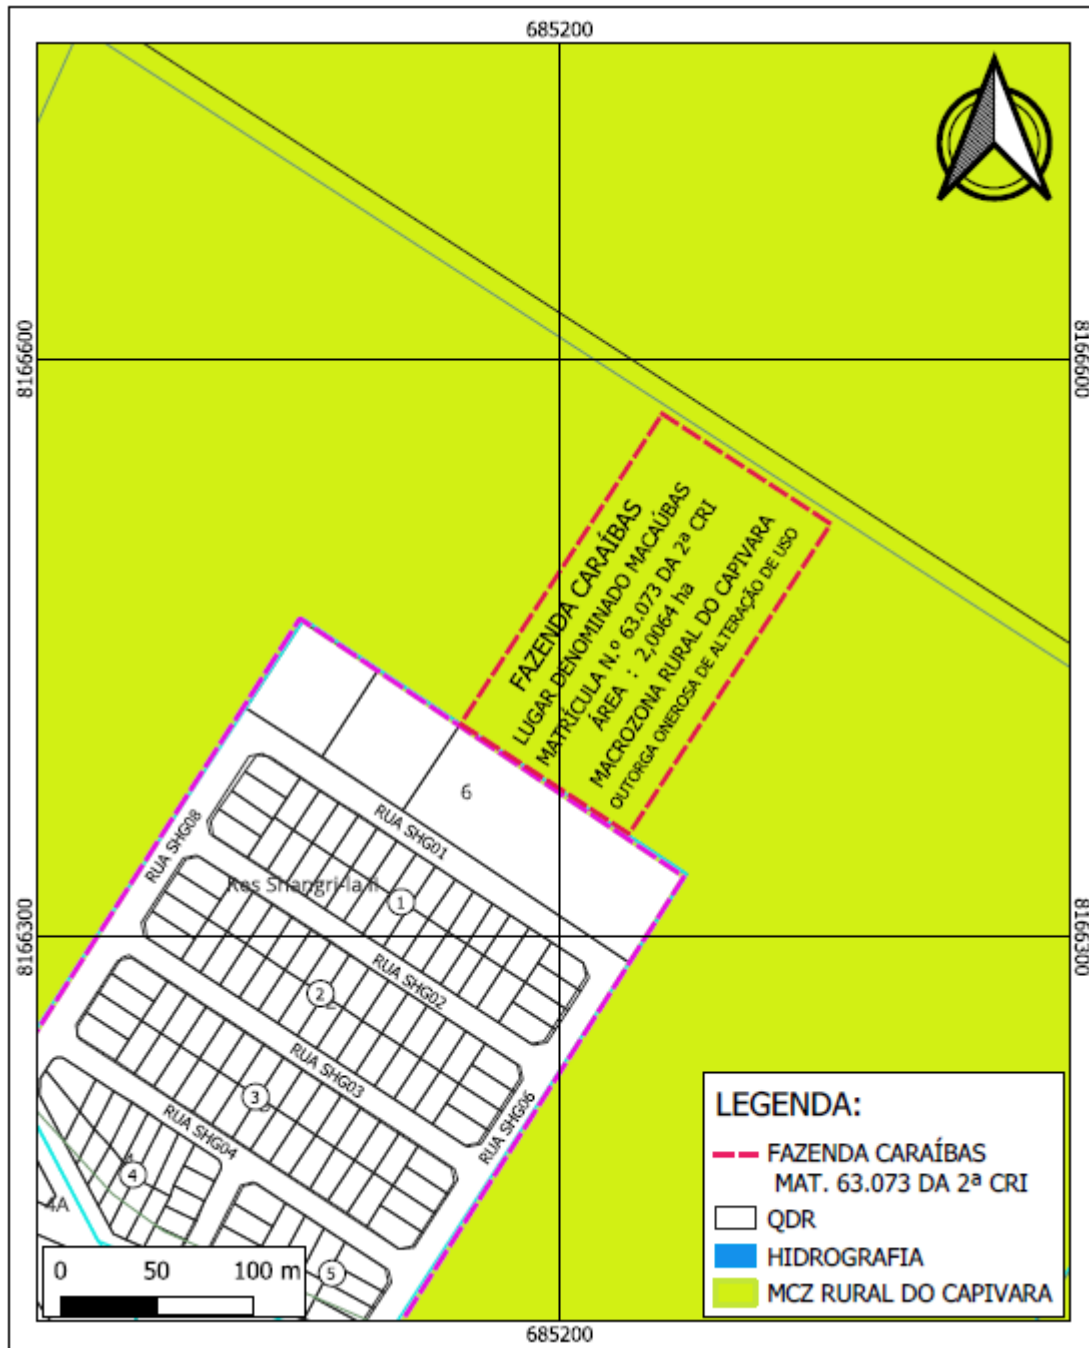 685200
8166600
8166600
FAZENDA CARAÍBAS
LUGAR DENOMINADO MACAÚBAS
MATRÍCULA N.º 63.073 DA 2ª CRI
ÁREA : 2,0064 ha
MACROZONA RURAL DO CAPIVARA
OUTORGA ONEROSA DE ALTERAÇÃO DE USO
6
RUA SHG01
RUA SHG08
Res Shangri-la II
1
8166300
8166300
RUA SHG02
2
RUA SHG03
3
RUA SHG04
RUA SHG06
4
4A
5
0 50 100 m
LEGENDA:
FAZENDA CARAÍBAS
MAT. 63.073 DA 2ª CRI
QDR
HIDROGRAFIA
MCZ RURAL DO CAPIVARA
685200